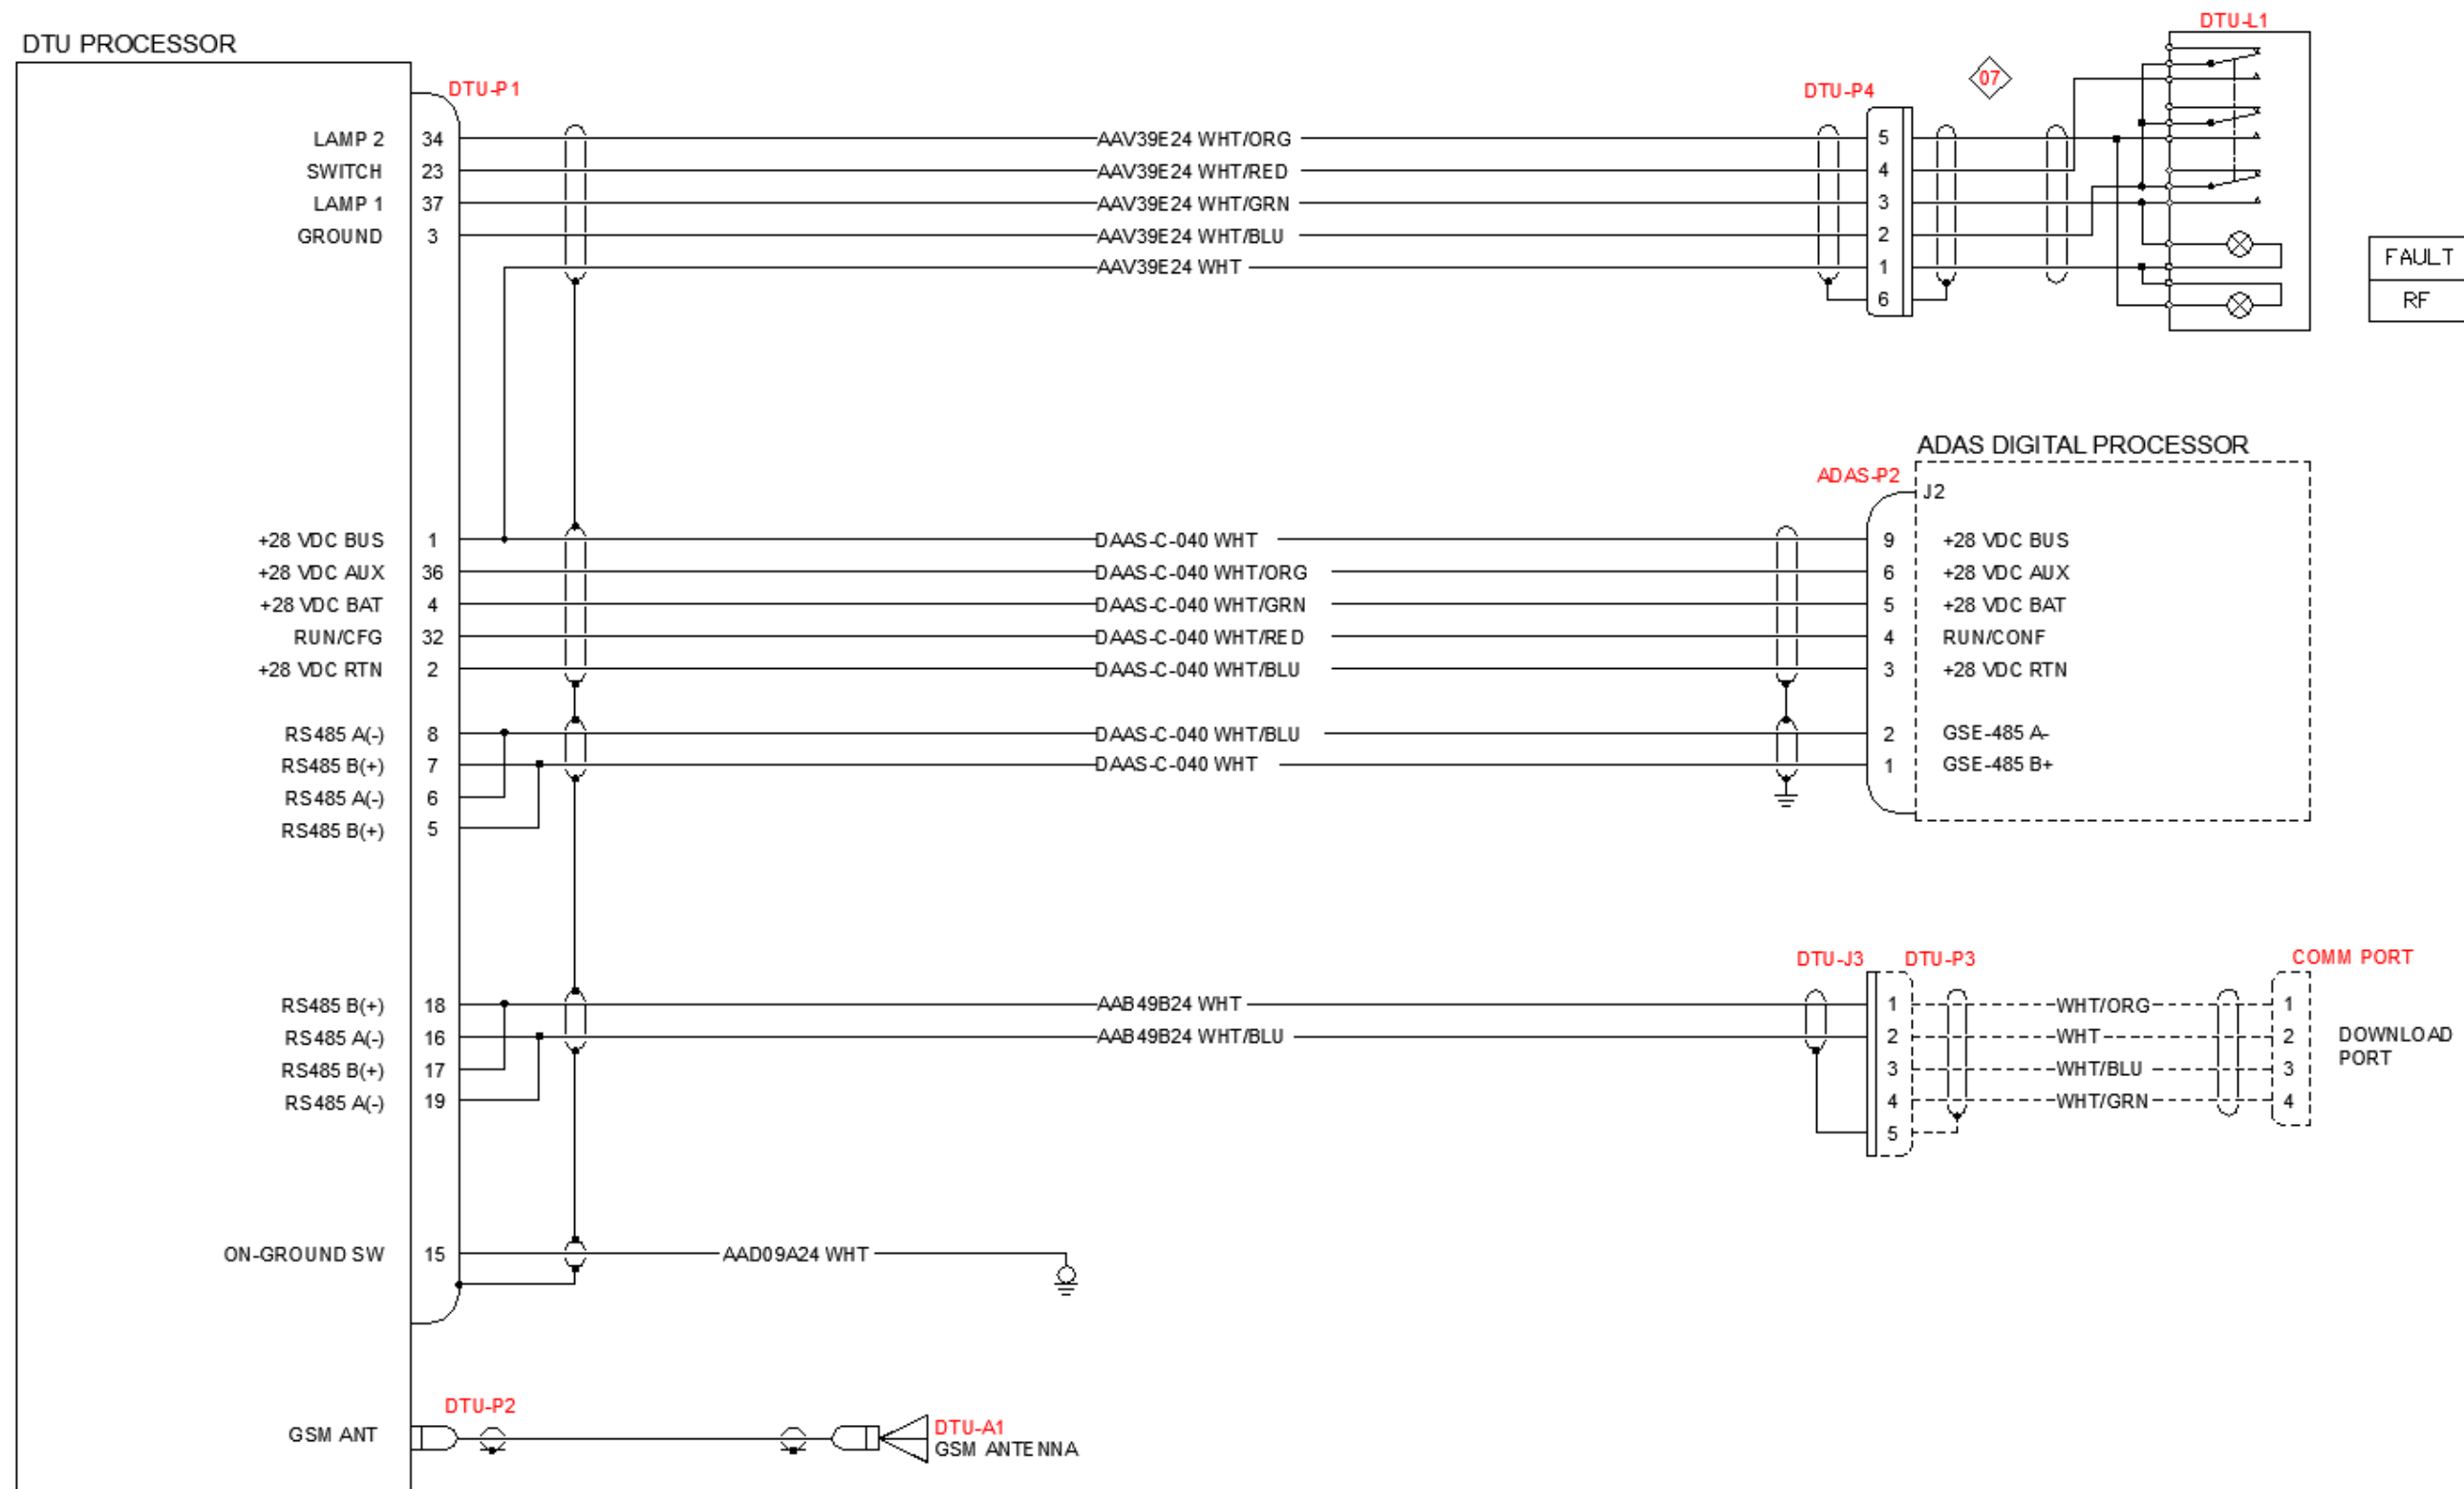 DTU-L1
DTU PROCESSOR
07
DTU-P1
DTU-P4
LAMP 2 34 AAV39E24 WHT/ORG 5
SWITCH 23 AAV39E24 WHT/RED 4
LAMP 1 37 AAV39E24 WHT/GRN 3
GROUND 3 AAV39E24 WHT/BLU 2
AAV39E24 WHT 1
6
FAULT
RF
ADAS DIGITAL PROCESSOR
ADAS-P2
J2
+28 VDC BUS 1 DAAS-C-040 WHT 9 +28 VDC BUS
+28 VDC AUX 36 DAAS-C-040 WHT/ORG 6 +28 VDC AUX
+28 VDC BAT 4 DAAS-C-040 WHT/GRN 5 +28 VDC BAT
RUN/CFG 32 DAAS-C-040 WHT/RED 4 RUN/CONF
+28 VDC RTN 2 DAAS-C-040 WHT/BLU 3 +28 VDC RTN
RS485 A(-) 8 DAAS-C-040 WHT/BLU 2 GSE-485 A-
RS485 B(+) 7 DAAS-C-040 WHT 1 GSE-485 B+
RS485 A(-) 6
RS485 B(+) 5
DTU-J3 DTU-P3 COMM PORT
RS485 B(+) 18 AAB49B24 WHT 1 WHT/ORG 1
RS485 A(-) 16 AAB49B24 WHT/BLU 2 WHT 2
DOWNLOAD
PORT
RS485 B(+) 17 3 WHT/BLU 3
RS485 A(-) 19 4 WHT/GRN 4
5
ON-GROUND SW 15 AAD09A24 WHT
DTU-P2
GSM ANT
DTU-A1
GSM ANTENNA